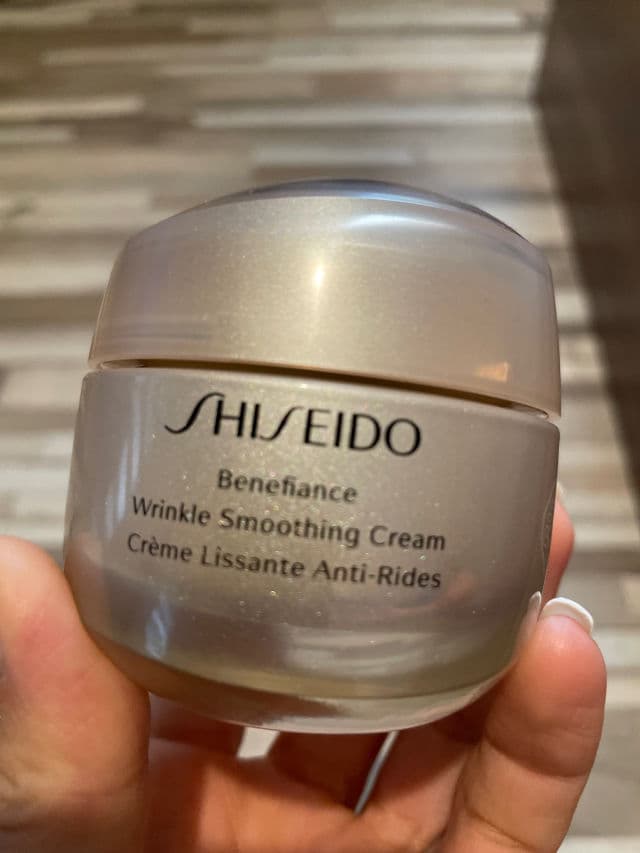 SHISEIDO
Benefiance
Wrinkle Smoothing Cream
Crème Lissante Anti-Rides